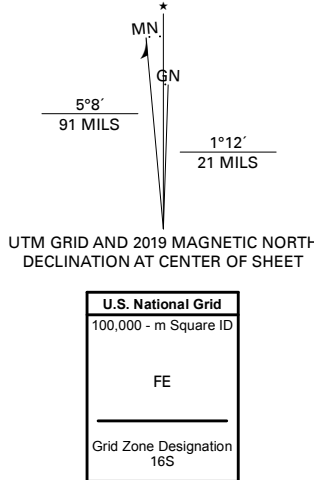 ★
MN
GN
5°8´
91 MILS
1°12´
21 MILS
UTM GRID AND 2019 MAGNETIC NORTH
DECLINATION AT CENTER OF SHEET
U.S. National Grid
100,000 - m Square ID
FE
Grid Zone Designation
16S